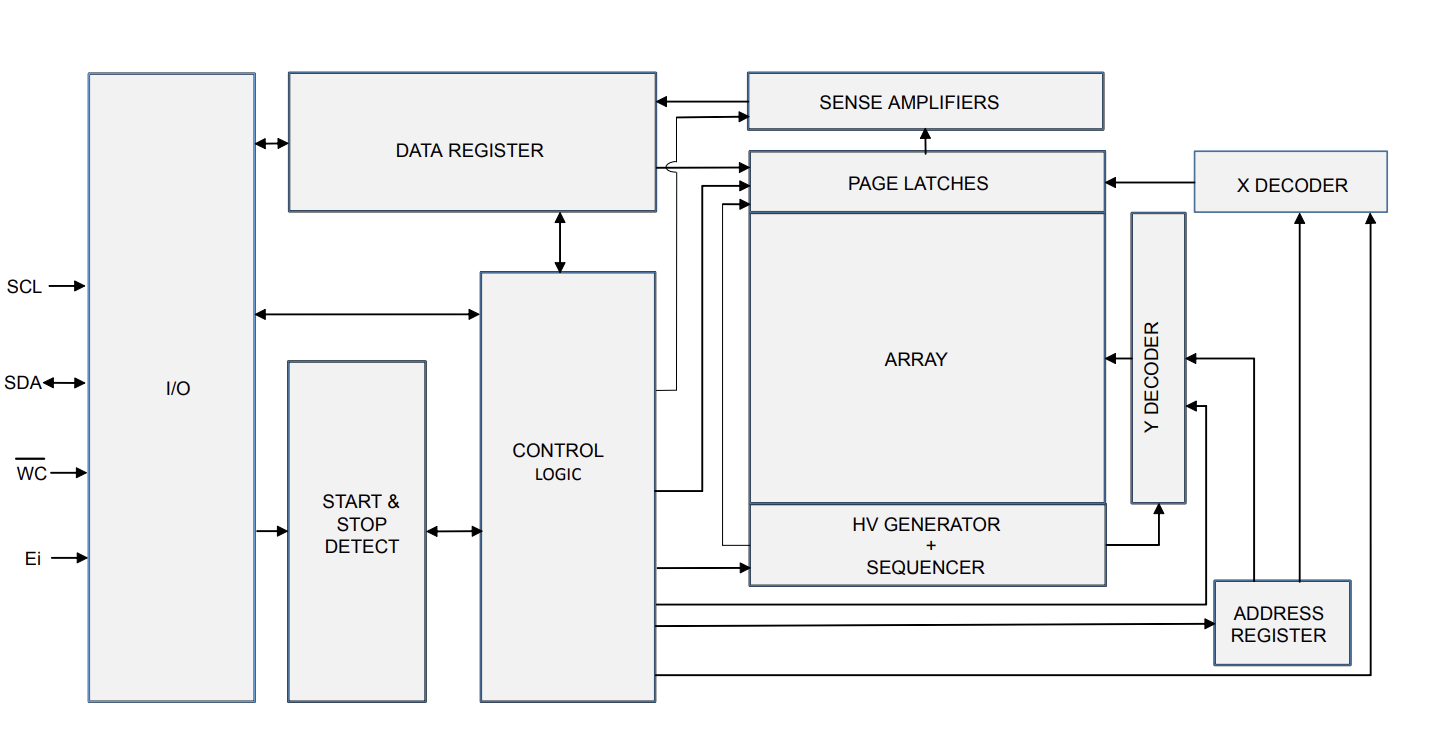 SENSE AMPLIFIERS
DATA REGISTER
PAGE LATCHES
X DECODER
SCL
SDA
I/O
WC
Ei
START &
STOP
DETECT
CONTROL
LOGIC
ARRAY
Y DECODER
HV GENERATOR
+
SEQUENCER
ADDRESS
REGISTER